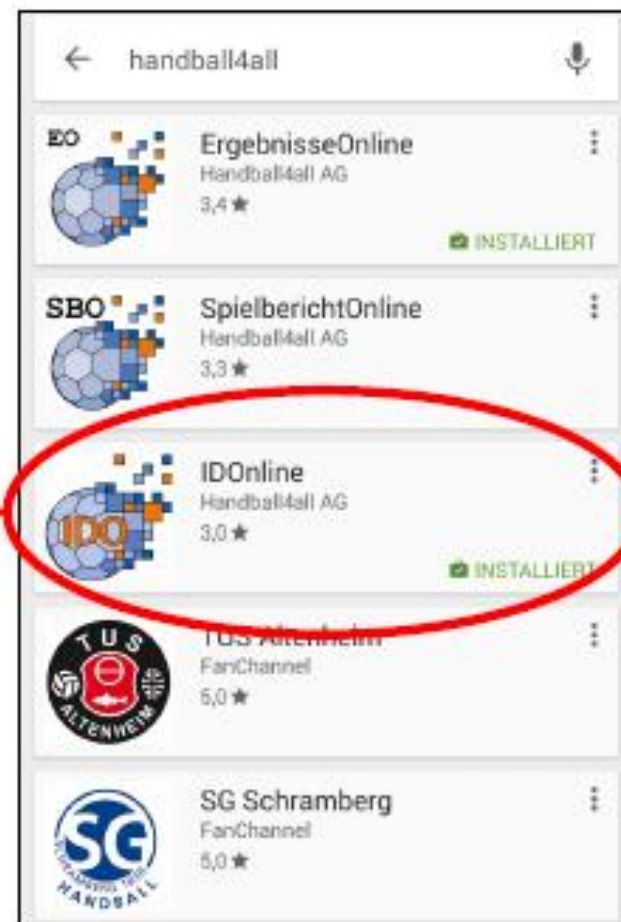 handball4all
EO
ErgebnisseOnline
Handball4all AG
3,4 ★
INSTALLIERT
SBO
SpielberichtOnline
Handball4all AG
3,3 ★
IDO
IDOnline
Handball4all AG
3,0 ★
INSTALLIERT
TUS
ALTENHEIM
TUS Altenheim
FanChannel
5,0 ★
SG
HANDBALL
SG Schramberg
FanChannel
5,0 ★